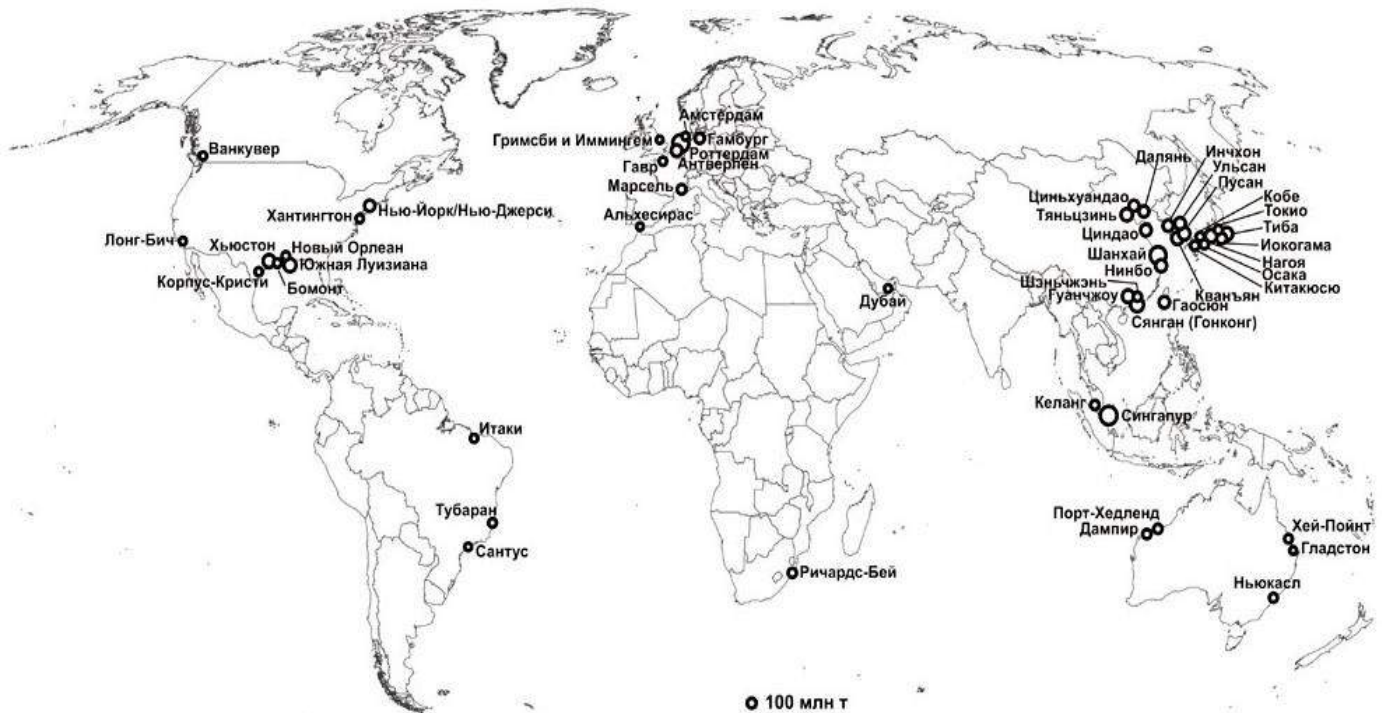 Амстердам
Гримсби и Иммингем
Гамбург
Роттердам
Гавр
Антверпен
Марсель
Альхесирас
Ванкувер
Хантингтон
Нью-Йорк/Нью-Джерси
Лонг-Бич
Хьюстон
Новый Орлеан
Южная Луизиана
Корпус-Кристи
Бомонт
Далянь
Инчхон
Ульсан
Пусан
Циньхуандао
Тяньцзинь
Циндао
Кобе
Токио
Тиба
Иокогама
Нагоя
Осака
Китакюсю
Шанхай
Нинбо
Шэньчжэнь
Гуанчжоу
Кванъян
Гаосюн
Сянган (Гонконг)
Дубай
Келанг
Сингапур
Итаки
Тубаран
Сантус
Ричардс-Бей
Порт-Хедленд
Дампир
Хей-Пойнт
Гладстон
Ньюкасл
100 млн т